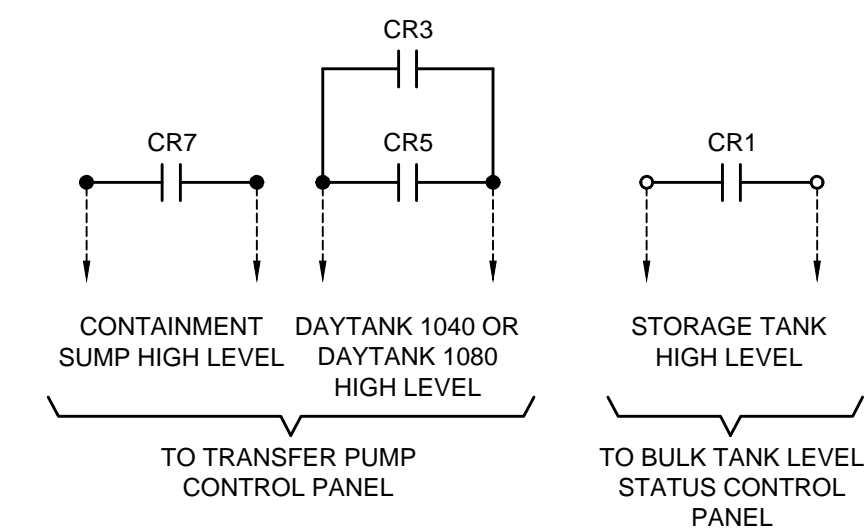 CR3
CR7
CR5
CR1
CONTAINMENT
SUMP HIGH LEVEL
DAYTANK 1040 OR
DAYTANK 1080
HIGH LEVEL
STORAGE TANK
HIGH LEVEL
TO TRANSFER PUMP
CONTROL PANEL
TO BULK TANK LEVEL
STATUS CONTROL
PANEL